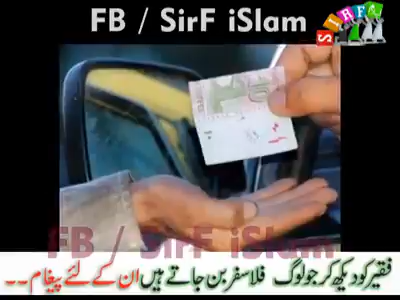 FB / SirF iSlam
SIRF
FB / SirF iSlam
فقیر کو دیکھ کر جو لوگ فلاسفر بن جاتے ہیں ان کے لئے پیغام ۔۔